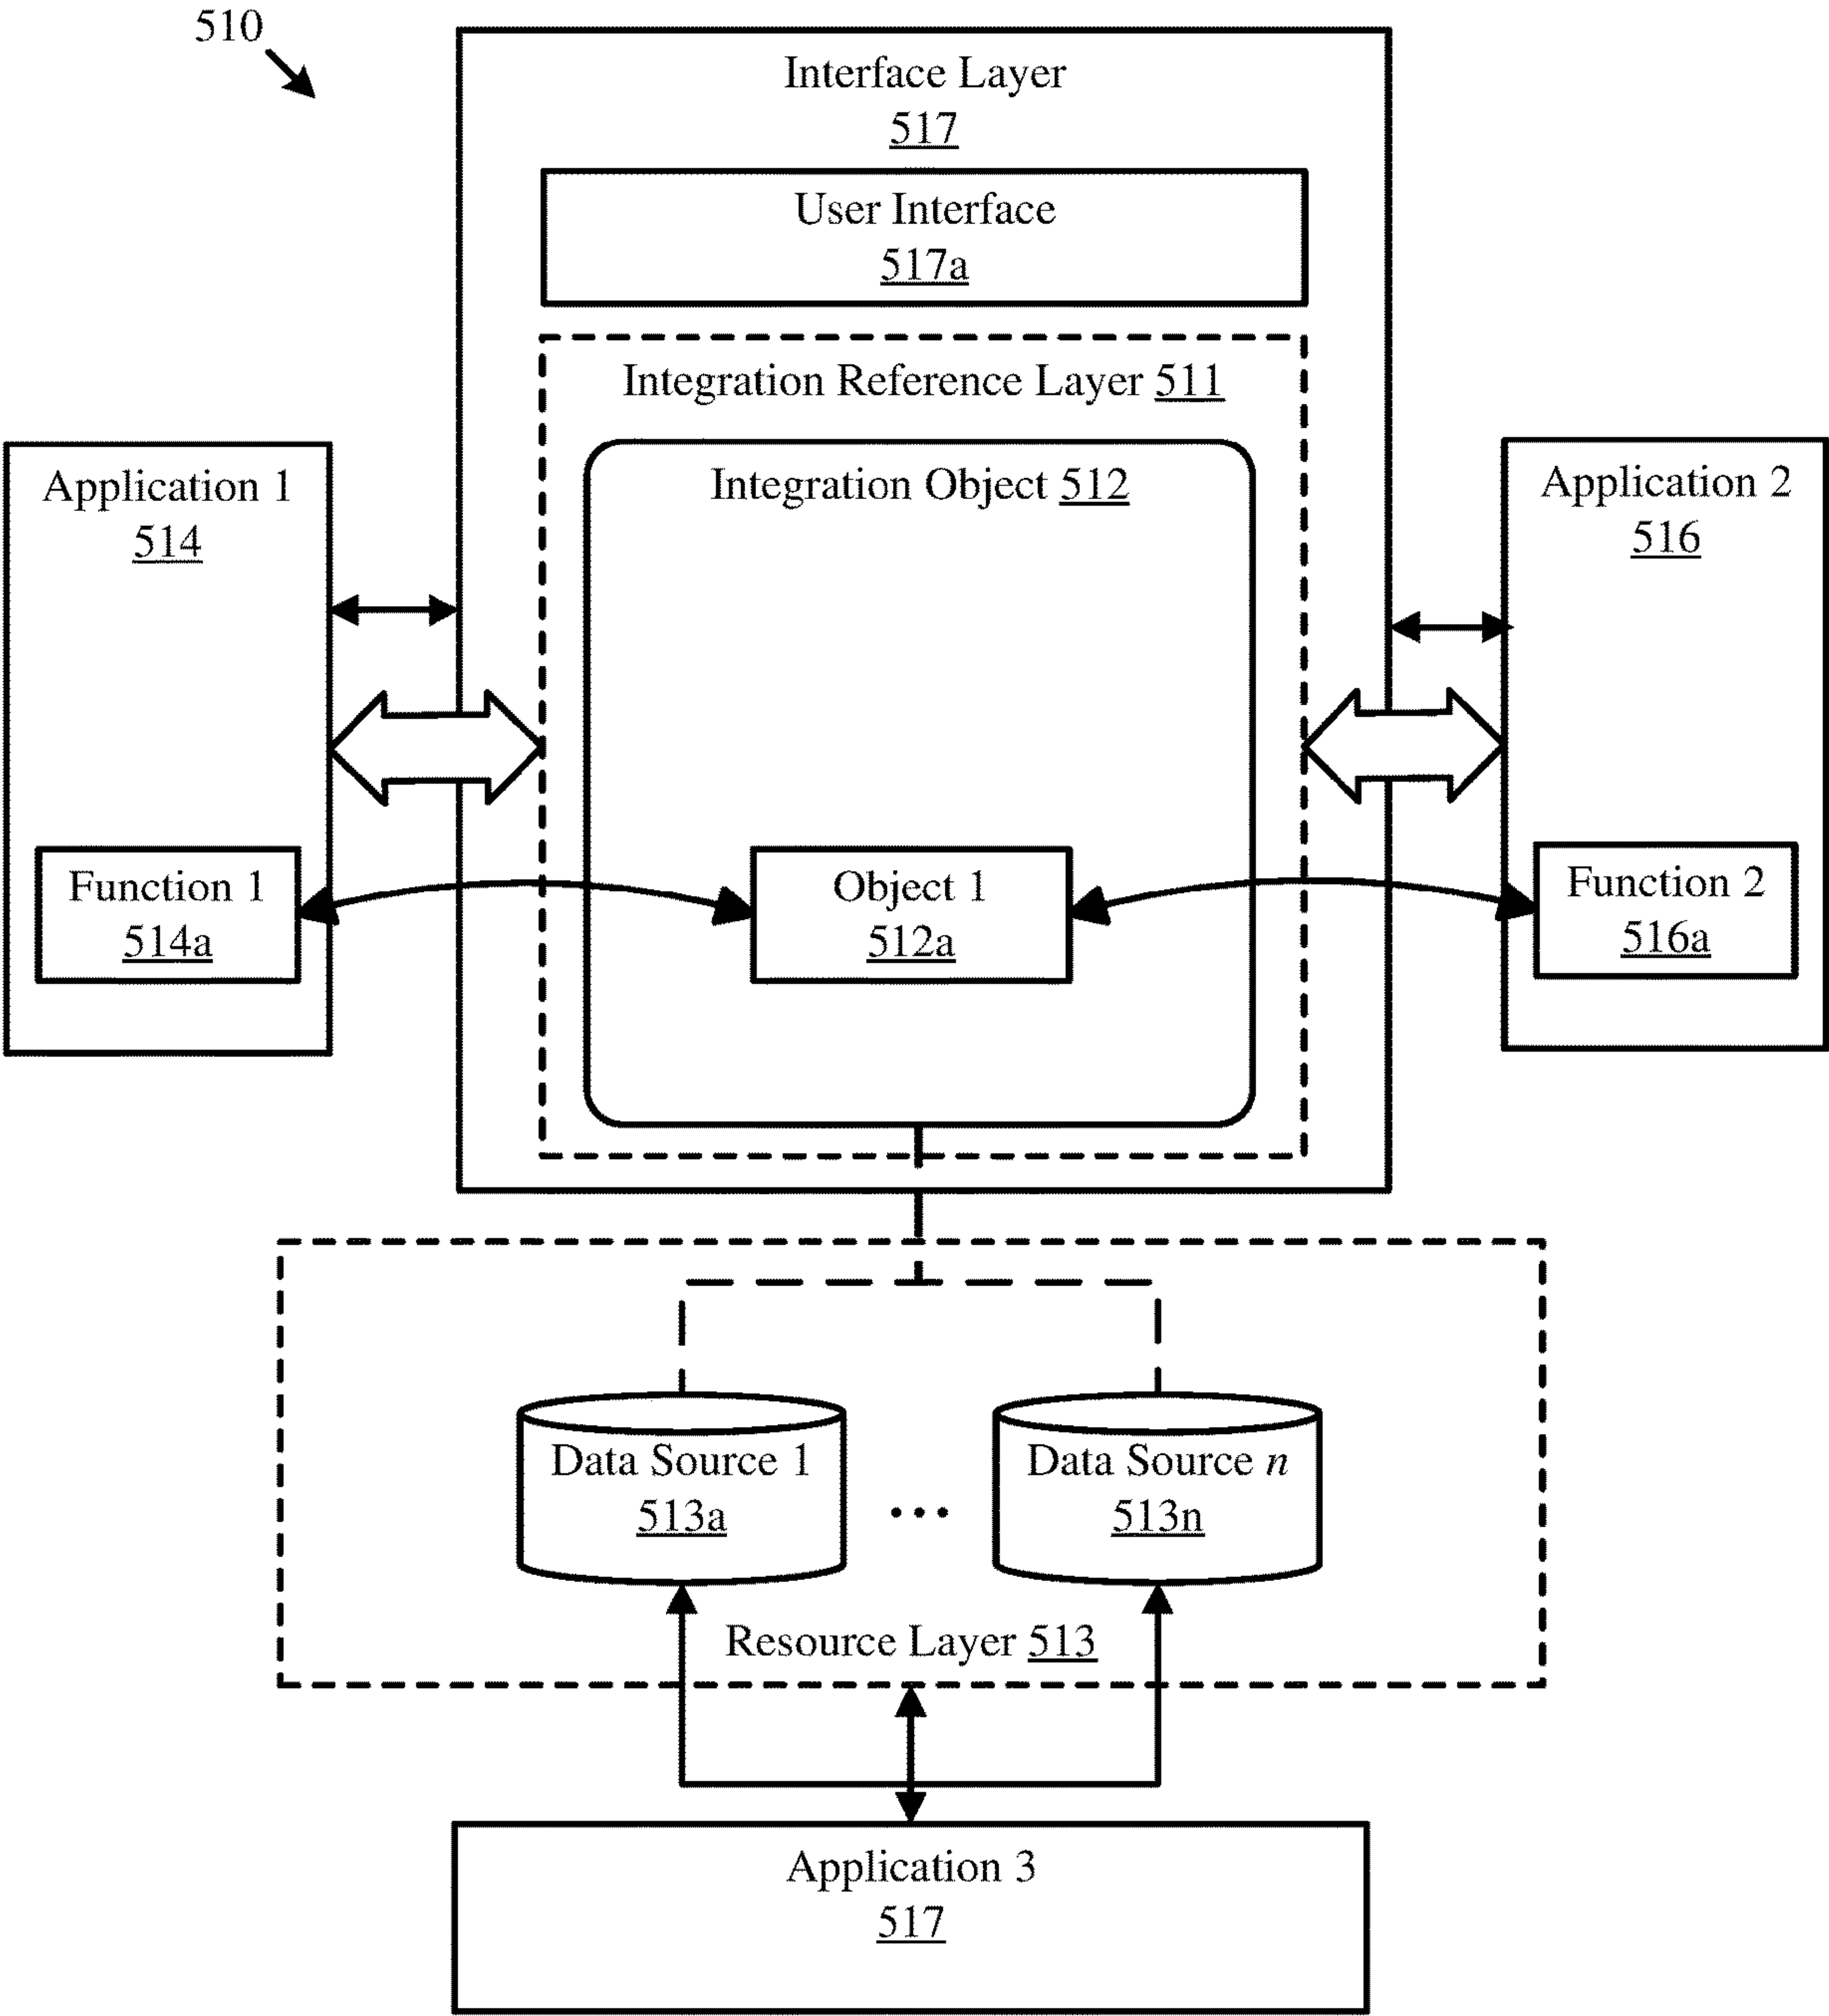 510
Interface Layer
517
User Interface
517a
Integration Reference Layer 511
Application 1
514
Integration Object 512
Application 2
516
Function 1
514a
Object 1
512a
Function 2
516a
Data Source 1
513a
...
Data Source n
513n
Resource Layer 513
Application 3
517